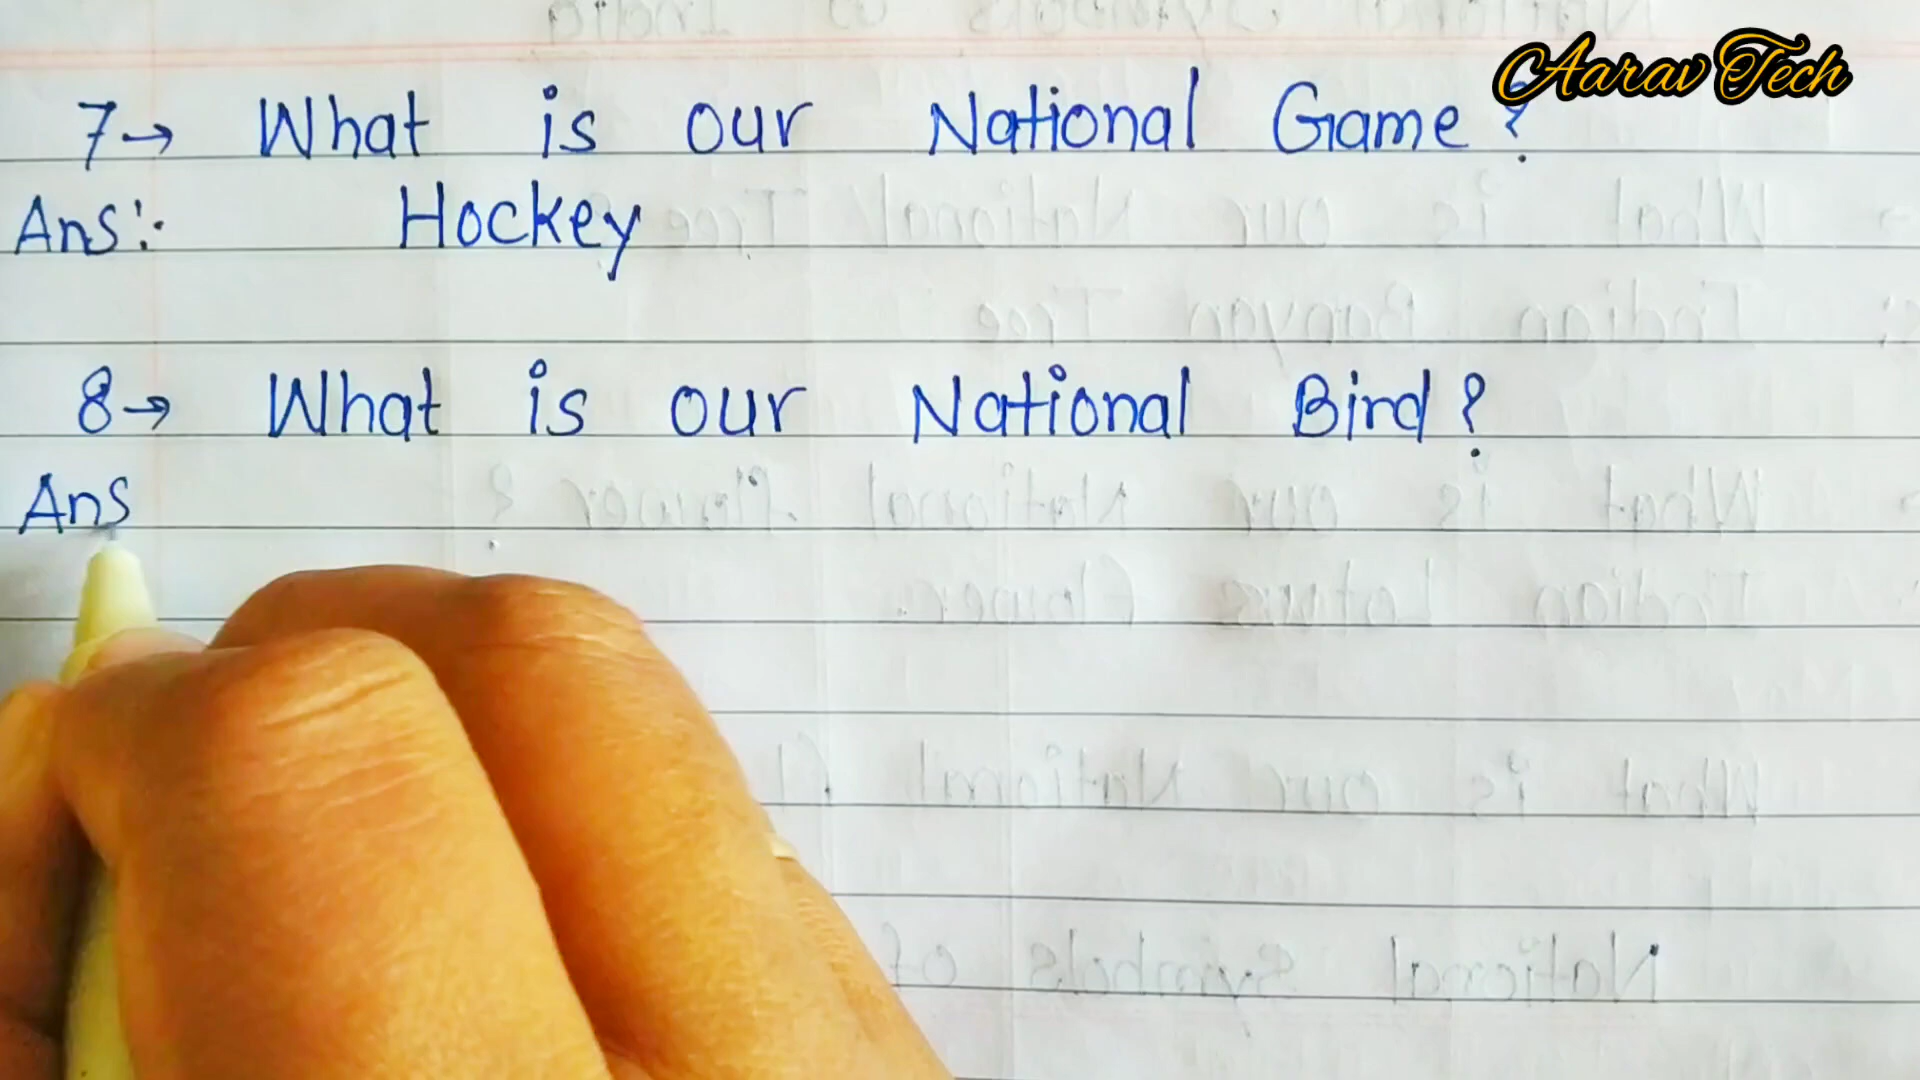 Aarav Tech
7→ What is our National Game?
Ans:- Hockey
8→ What is our National Bird?
Ans